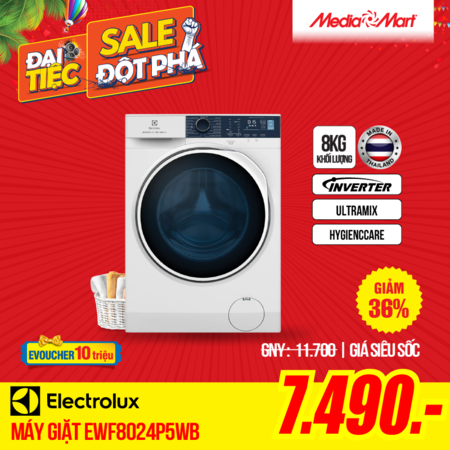 ĐẠI
TIỆC
SALE
ĐỘT PHÁ
MediaMart
Electrolux
8KG
KHỐI LƯỢNG
MADE IN
THAILAND
INVERTER
ULTRAMIX
HYGIENCCARE
GIẢM
36%
EVOUCHER 10 triệu
GNY : 11.700 | GIÁ SIÊU SỐC
Electrolux
7.490.-
MÁY GIẶT EWF8024P5WB